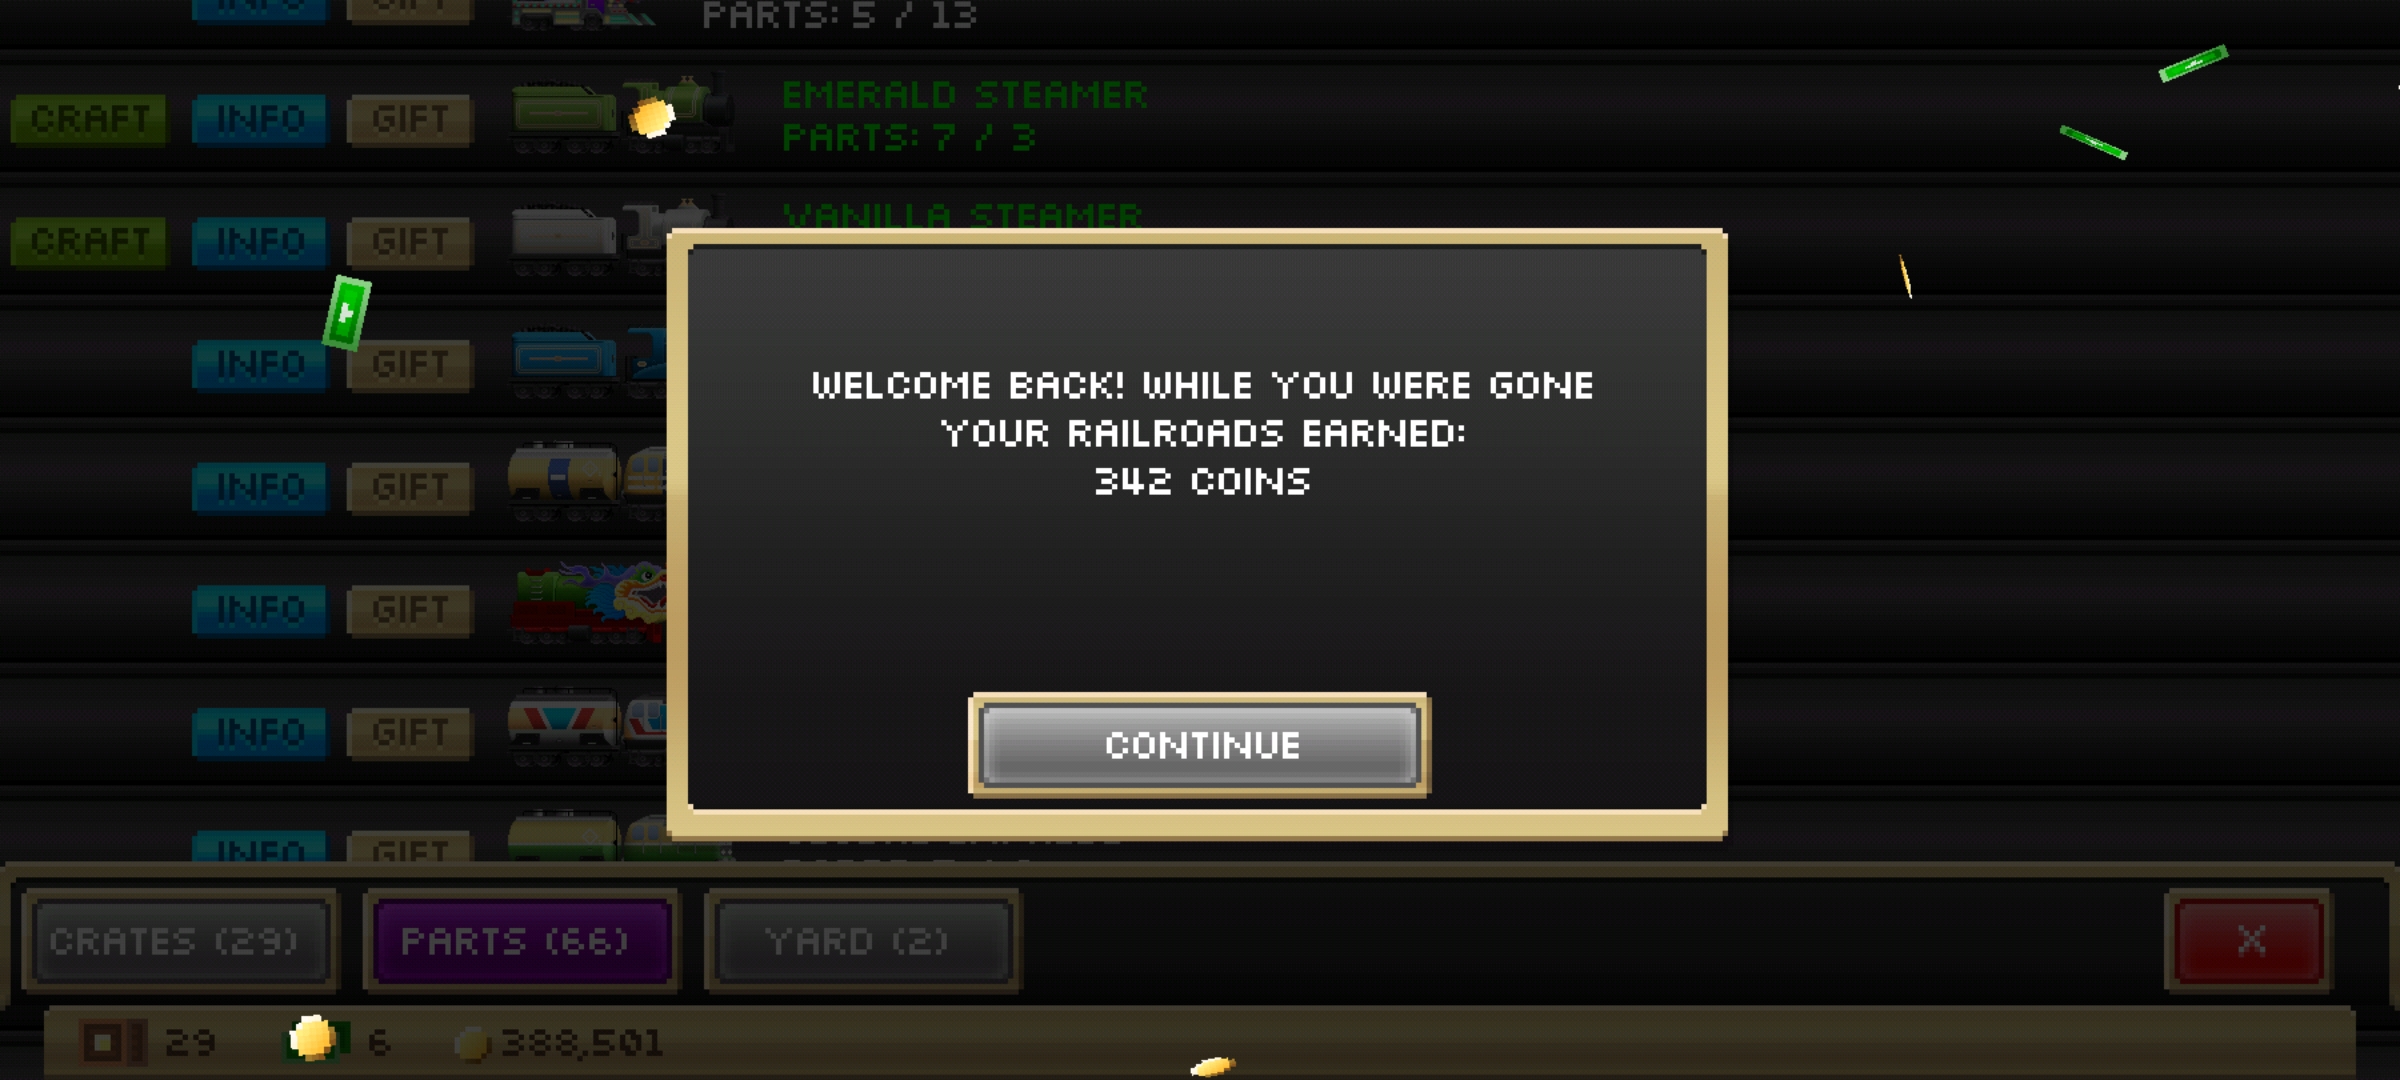 INFO GIFT PARTS: 5 / 13
CRAFT INFO GIFT EMERALD STEAMER
PARTS: 7 / 3
CRAFT INFO GIFT VANILLA STEAMER
INFO GIFT
INFO GIFT
INFO GIFT
INFO GIFT
INFO GIFT
WELCOME BACK! WHILE YOU WERE GONE
YOUR RAILROADS EARNED:
342 COINS
CONTINUE
CRATES (29) PARTS (66) YARD (2) X
29 6 388,501